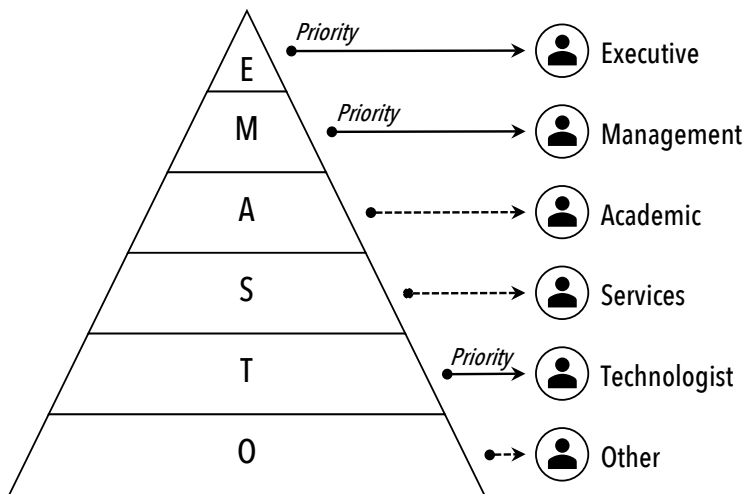 Priority
E
Executive
Priority
M
Management
A
Academic
S
Services
Priority
T
Technologist
O
Other